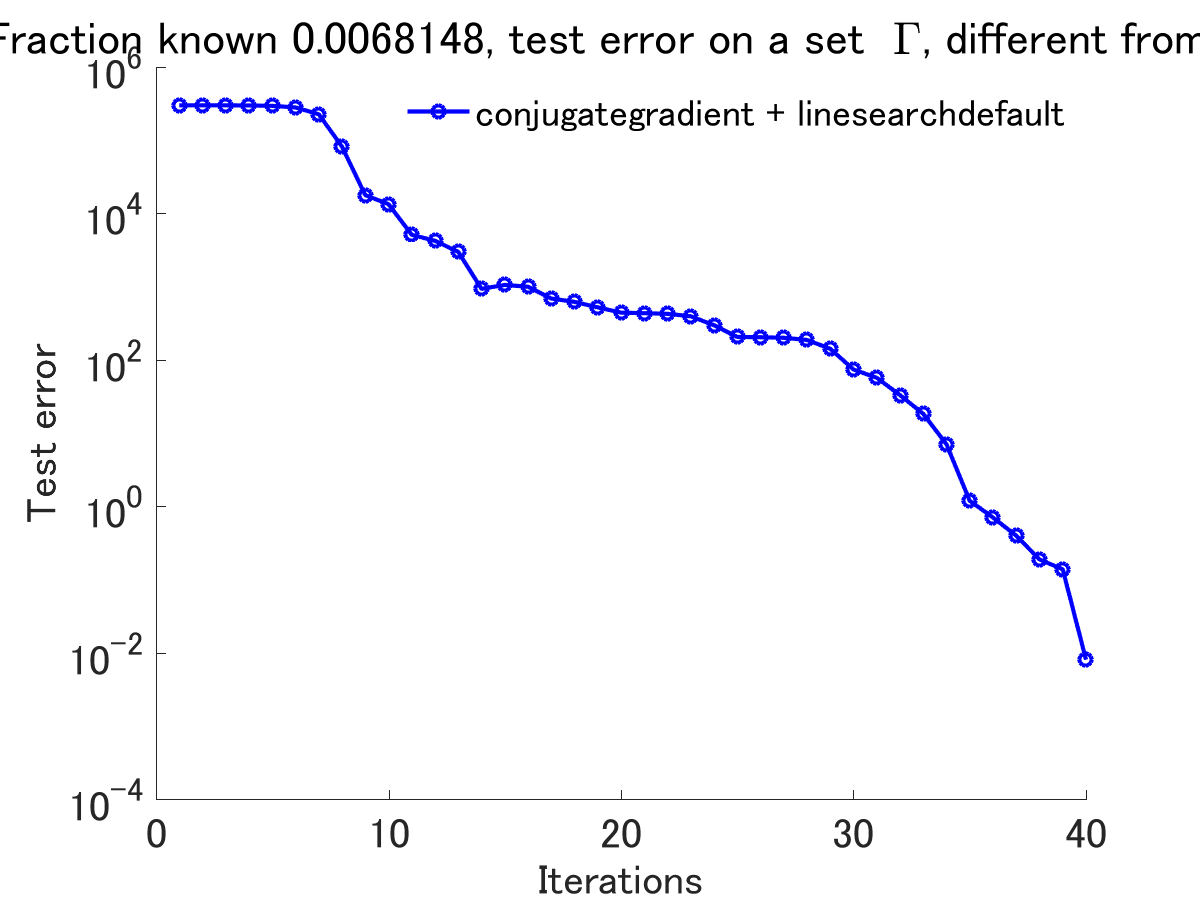 Fraction known 0.0068148, test error on a set Γ, different from
10^6
conjugategradient + linesearchdefault
10^4
10^2
10^0
10^-2
10^-4
Test error
0 10 20 30 40
Iterations